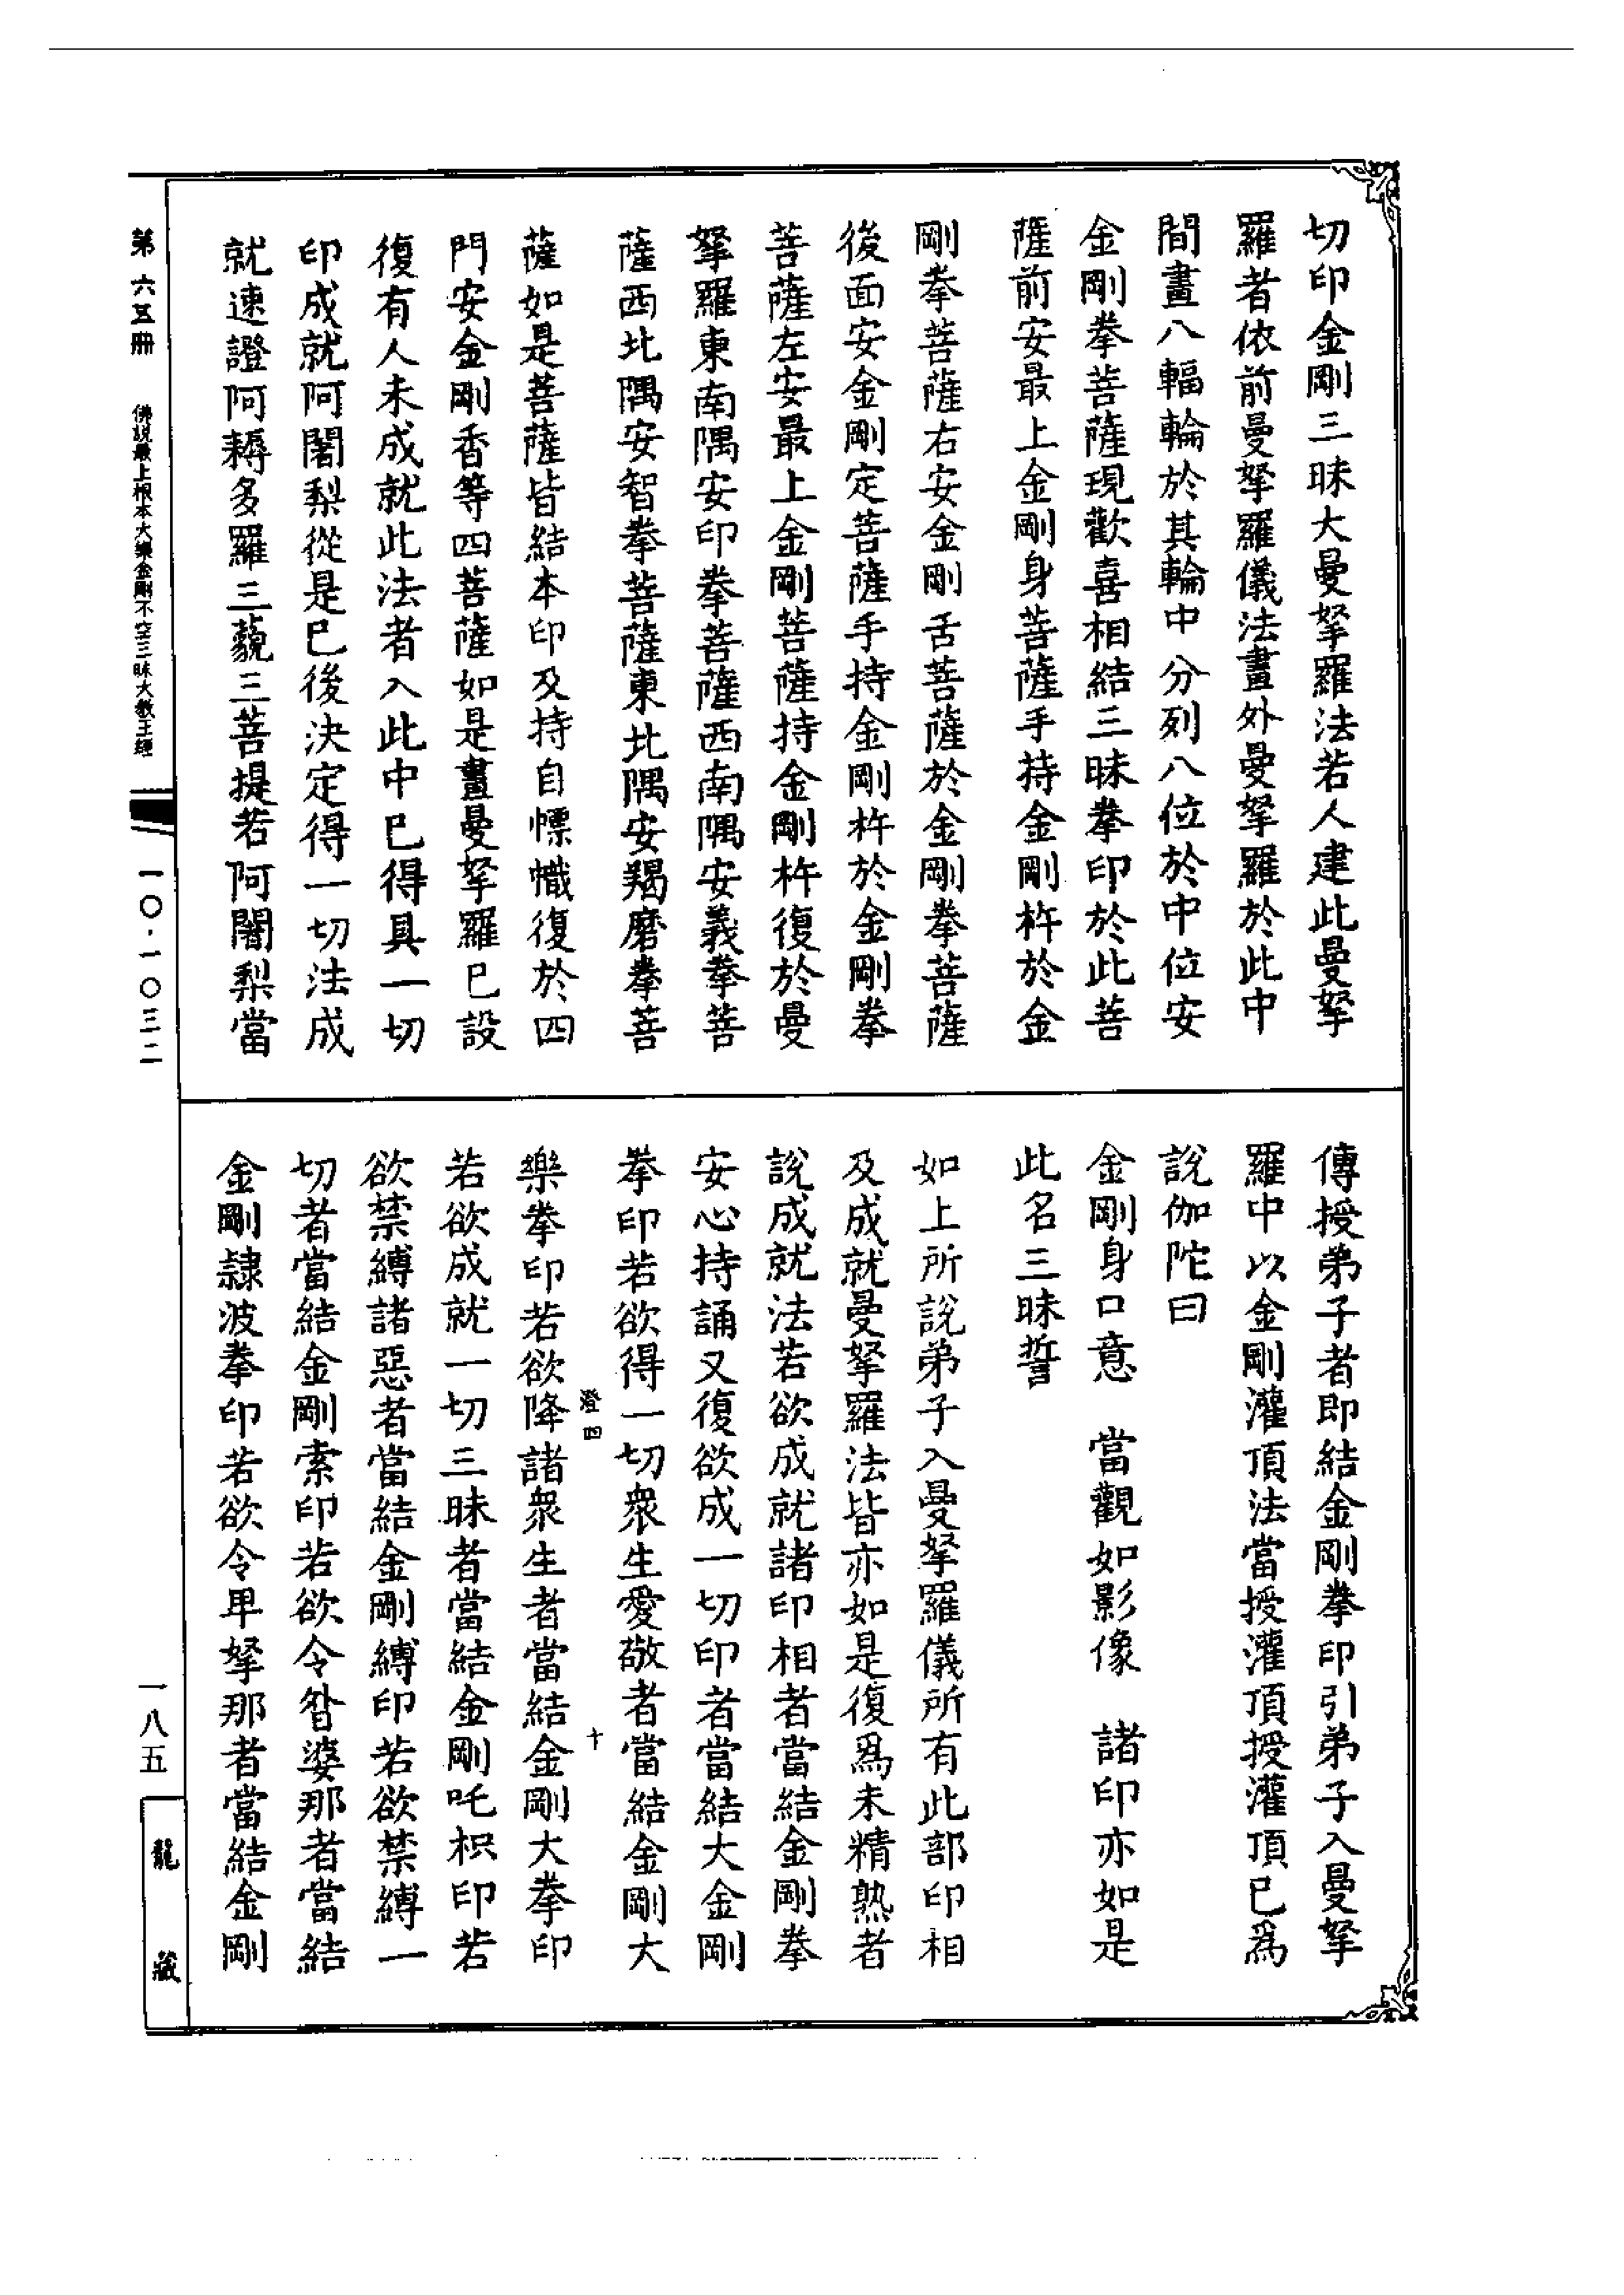 切印金剛三昧大曼拏羅法若人建此曼拏
羅者依前曼拏羅儀法畫外曼拏羅於此中
間畫八輻輪於其輪中分列八位於中位安
金剛拳菩薩現歡喜相結三昧拳印於此菩
薩前安最上金剛身菩薩手持金剛杵於金
剛拳菩薩右安金剛舌菩薩於金剛拳菩薩
後面安金剛定菩薩手持金剛杵於金剛拳
菩薩左安最上金剛菩薩持金剛杵復於曼
拏羅東南隅安印拳菩薩西南隅安義拳菩
薩西北隅安智拳菩薩東北隅安羯磨拳菩
薩如是菩薩皆結本印及持自幖幟復於四
門安金剛香等四菩薩如是畫曼拏羅已設
復有人未成就此法者入此中已得具一切
印成就阿闍梨從是已後決定得一切法成
就速證阿耨多羅三藐三菩提若阿闍梨當
傳授弟子者即結金剛拳印引弟子入曼拏
羅中以金剛灌頂法當授灌頂授灌頂已爲
說伽陀曰
金剛身口意　當觀如影像　諸印亦如是
此名三昧誓
如上所說弟子入曼拏羅儀所有此部印相
及成就曼拏羅法皆亦如是復爲未精熟者
說成就法若欲成就諸印相者當結金剛拳
安心持誦又復欲成一切印者當結大金剛
拳印若欲得一切衆生愛敬者當結金剛大
樂拳印若欲降諸衆生者當結金剛大拳印
澄四
十
若欲成就一切三昧者當結金剛吒枳印若
欲禁縛諸惡者當結金剛縛印若欲禁縛一
切者當結金剛索印若欲令喒婆那者當結
金剛隷波拳印若欲令卑拏那者當結金剛
第六五冊
佛說最上根本大樂金剛不空三昧大教王經
一〇·一〇三二
一八五
龍藏